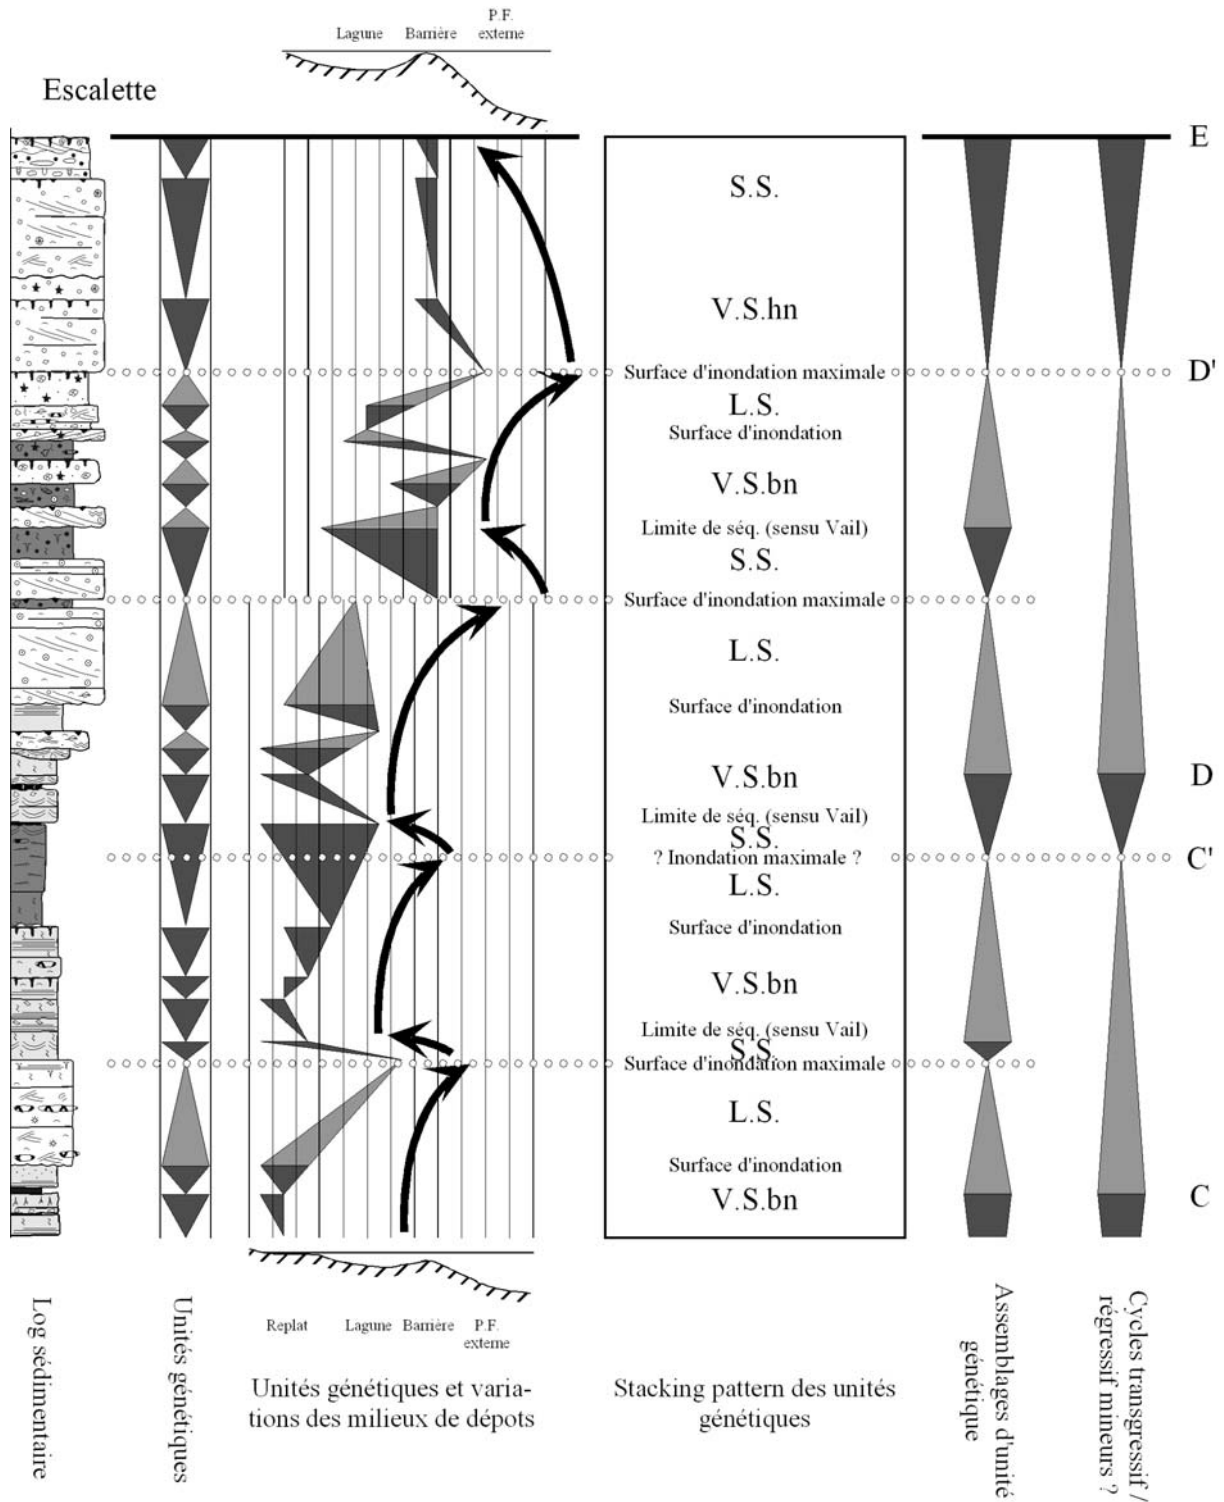 P.F.
Lagune Barrière externe
Escalette
E
S.S.
V.S.hn
Surface d'inondation maximale
D'
L.S.
Surface d'inondation
V.S.bn
Limite de séq. (sensu Vail)
S.S.
Surface d'inondation maximale
L.S.
Surface d'inondation
V.S.bn
D
Limite de séq. (sensu Vail)
S.S.
? Inondation maximale ?
C'
L.S.
Surface d'inondation
V.S.bn
Limite de séq. (sensu Vail)
S.S.
Surface d'inondation maximale
L.S.
Surface d'inondation
V.S.bn
C
Replat Lagune Barrière P.F.
externe
Log sédimentaire
Unités génétiques
Unités génétiques et varia-
tions des milieux de dépots
Stacking pattern des unités
génétiques
Assemblages d'unité
génétique
Cycles transgressif /
régressif mineurs ?